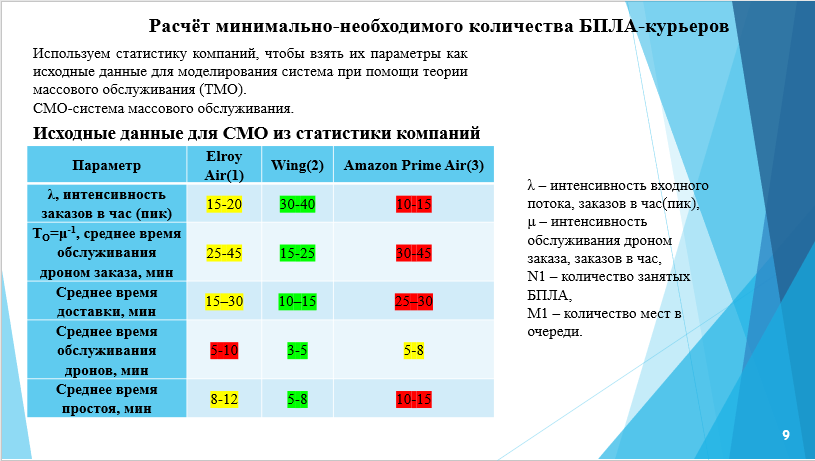 Расчёт минимально-необходимого количества БПЛА-курьеров
Используем статистику компаний, чтобы взять их параметры как
исходные данные для моделирования система при помощи теории
массового обслуживания (ТМО).
СМО-система массового обслуживания.
Исходные данные для СМО из статистики компаний
Параметр
Elroy
Air(1)
Wing(2)
Amazon Prime Air(3)
λ, интенсивность
заказов в час (пик)
15-20
30-40
10-15
TO=μ-1, среднее время
обслуживания
дроном заказа, мин
25-45
15-25
30-45
Среднее время
доставки, мин
15–30
10–15
25–30
Среднее время
обслуживания
дронов, мин
5-10
3-5
5-8
Среднее время
простоя, мин
8-12
5-8
10-15
λ – интенсивность входного
потока, заказов в час(пик),
μ – интенсивность
обслуживания дроном
заказа, заказов в час,
N1 – количество занятых
БПЛА,
M1 – количество мест в
очереди.
9